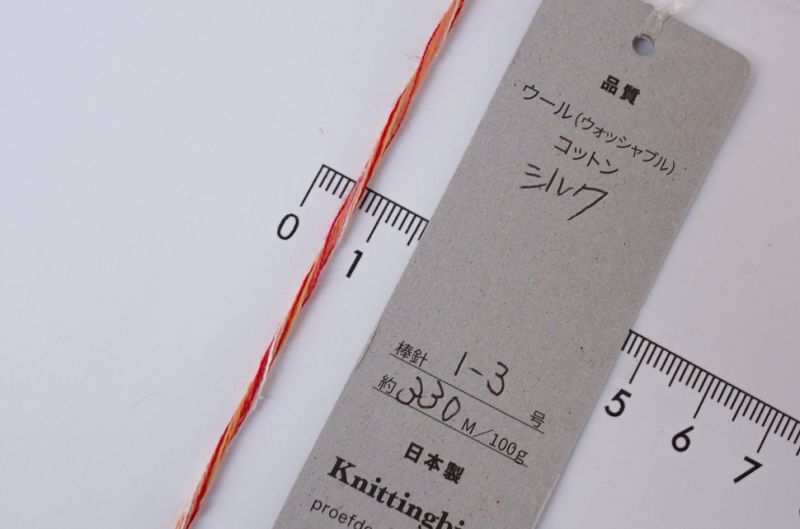 品質
ウール(ウォッシャブル)
コットン
シルク
棒針 1-3 号
約 330 M/100g
日本製
Knittingbi
proefd
0 1 5 6 7